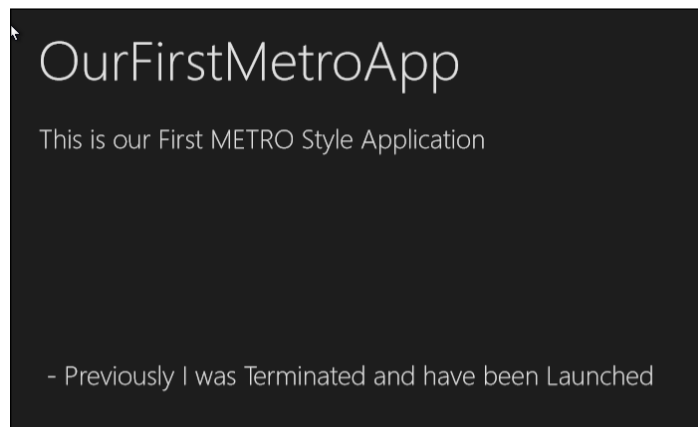 OurFirstMetroApp
This is our First METRO Style Application
- Previously I was Terminated and have been Launched